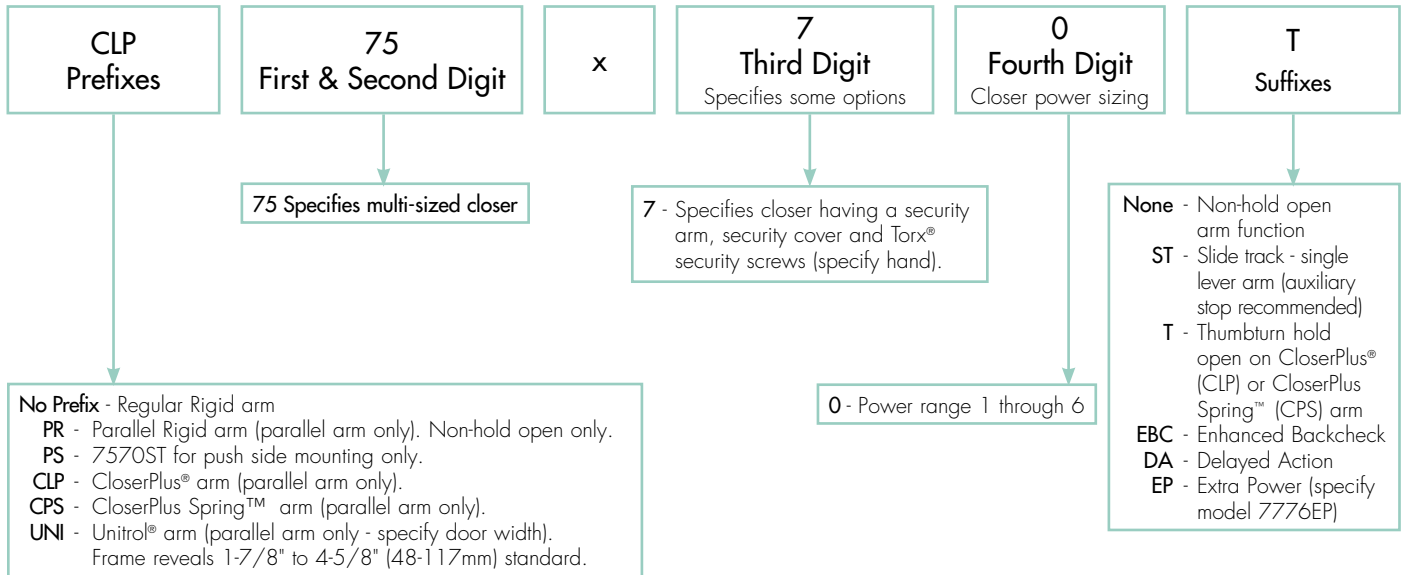 CLP
Prefixes
75
First & Second Digit
x
7
Third Digit
Specifies some options
0
Fourth Digit
Closer power sizing
T
Suffixes
75 Specifies multi-sized closer
7 - Specifies closer having a security
arm, security cover and Torx®
security screws (specify hand).
None - Non-hold open
arm function
ST - Slide track - single
lever arm (auxiliary
stop recommended)
T - Thumbturn hold
open on CloserPlus®
(CLP) or CloserPlus
Spring™ (CPS) arm
EBC - Enhanced Backcheck
DA - Delayed Action
EP - Extra Power (specify
model 7776EP)
No Prefix - Regular Rigid arm
PR - Parallel Rigid arm (parallel arm only). Non-hold open only.
PS - 7570ST for push side mounting only.
CLP - CloserPlus® arm (parallel arm only).
CPS - CloserPlus Spring™ arm (parallel arm only).
UNI - Unitrol® arm (parallel arm only - specify door width).
Frame reveals 1-7/8" to 4-5/8" (48-117mm) standard.
0 - Power range 1 through 6